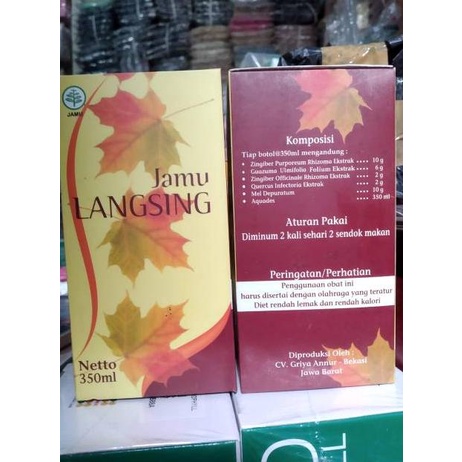 JAMU
Jamu
LANGSING
Netto
350ml
Komposisi
Tiap botol@350ml mengandung :
• Zingiber Purporeum Rhizoma Ekstrak .... 10 g
• Guazumo Ulmifolio Folium Ekstrak .... 6 g
• Zingiber Officinale Rhizoma Ekstrak .... 2 g
• Quercus Infectoria Ekstrak .... 2 g
• Mel Depuratum .... 10 g
• Aquades .... 350 ml
Aturan Pakai
Diminum 2 kali sehari 2 sendok makan
Peringatan/Perhatian
Penggunaan obat ini
harus disertai dengan olahraga yang teratur
Diet rendah lemak dan rendah kalori
Diproduksi Oleh :
CV. Griya Annur - Bekasi
Jawa Barat